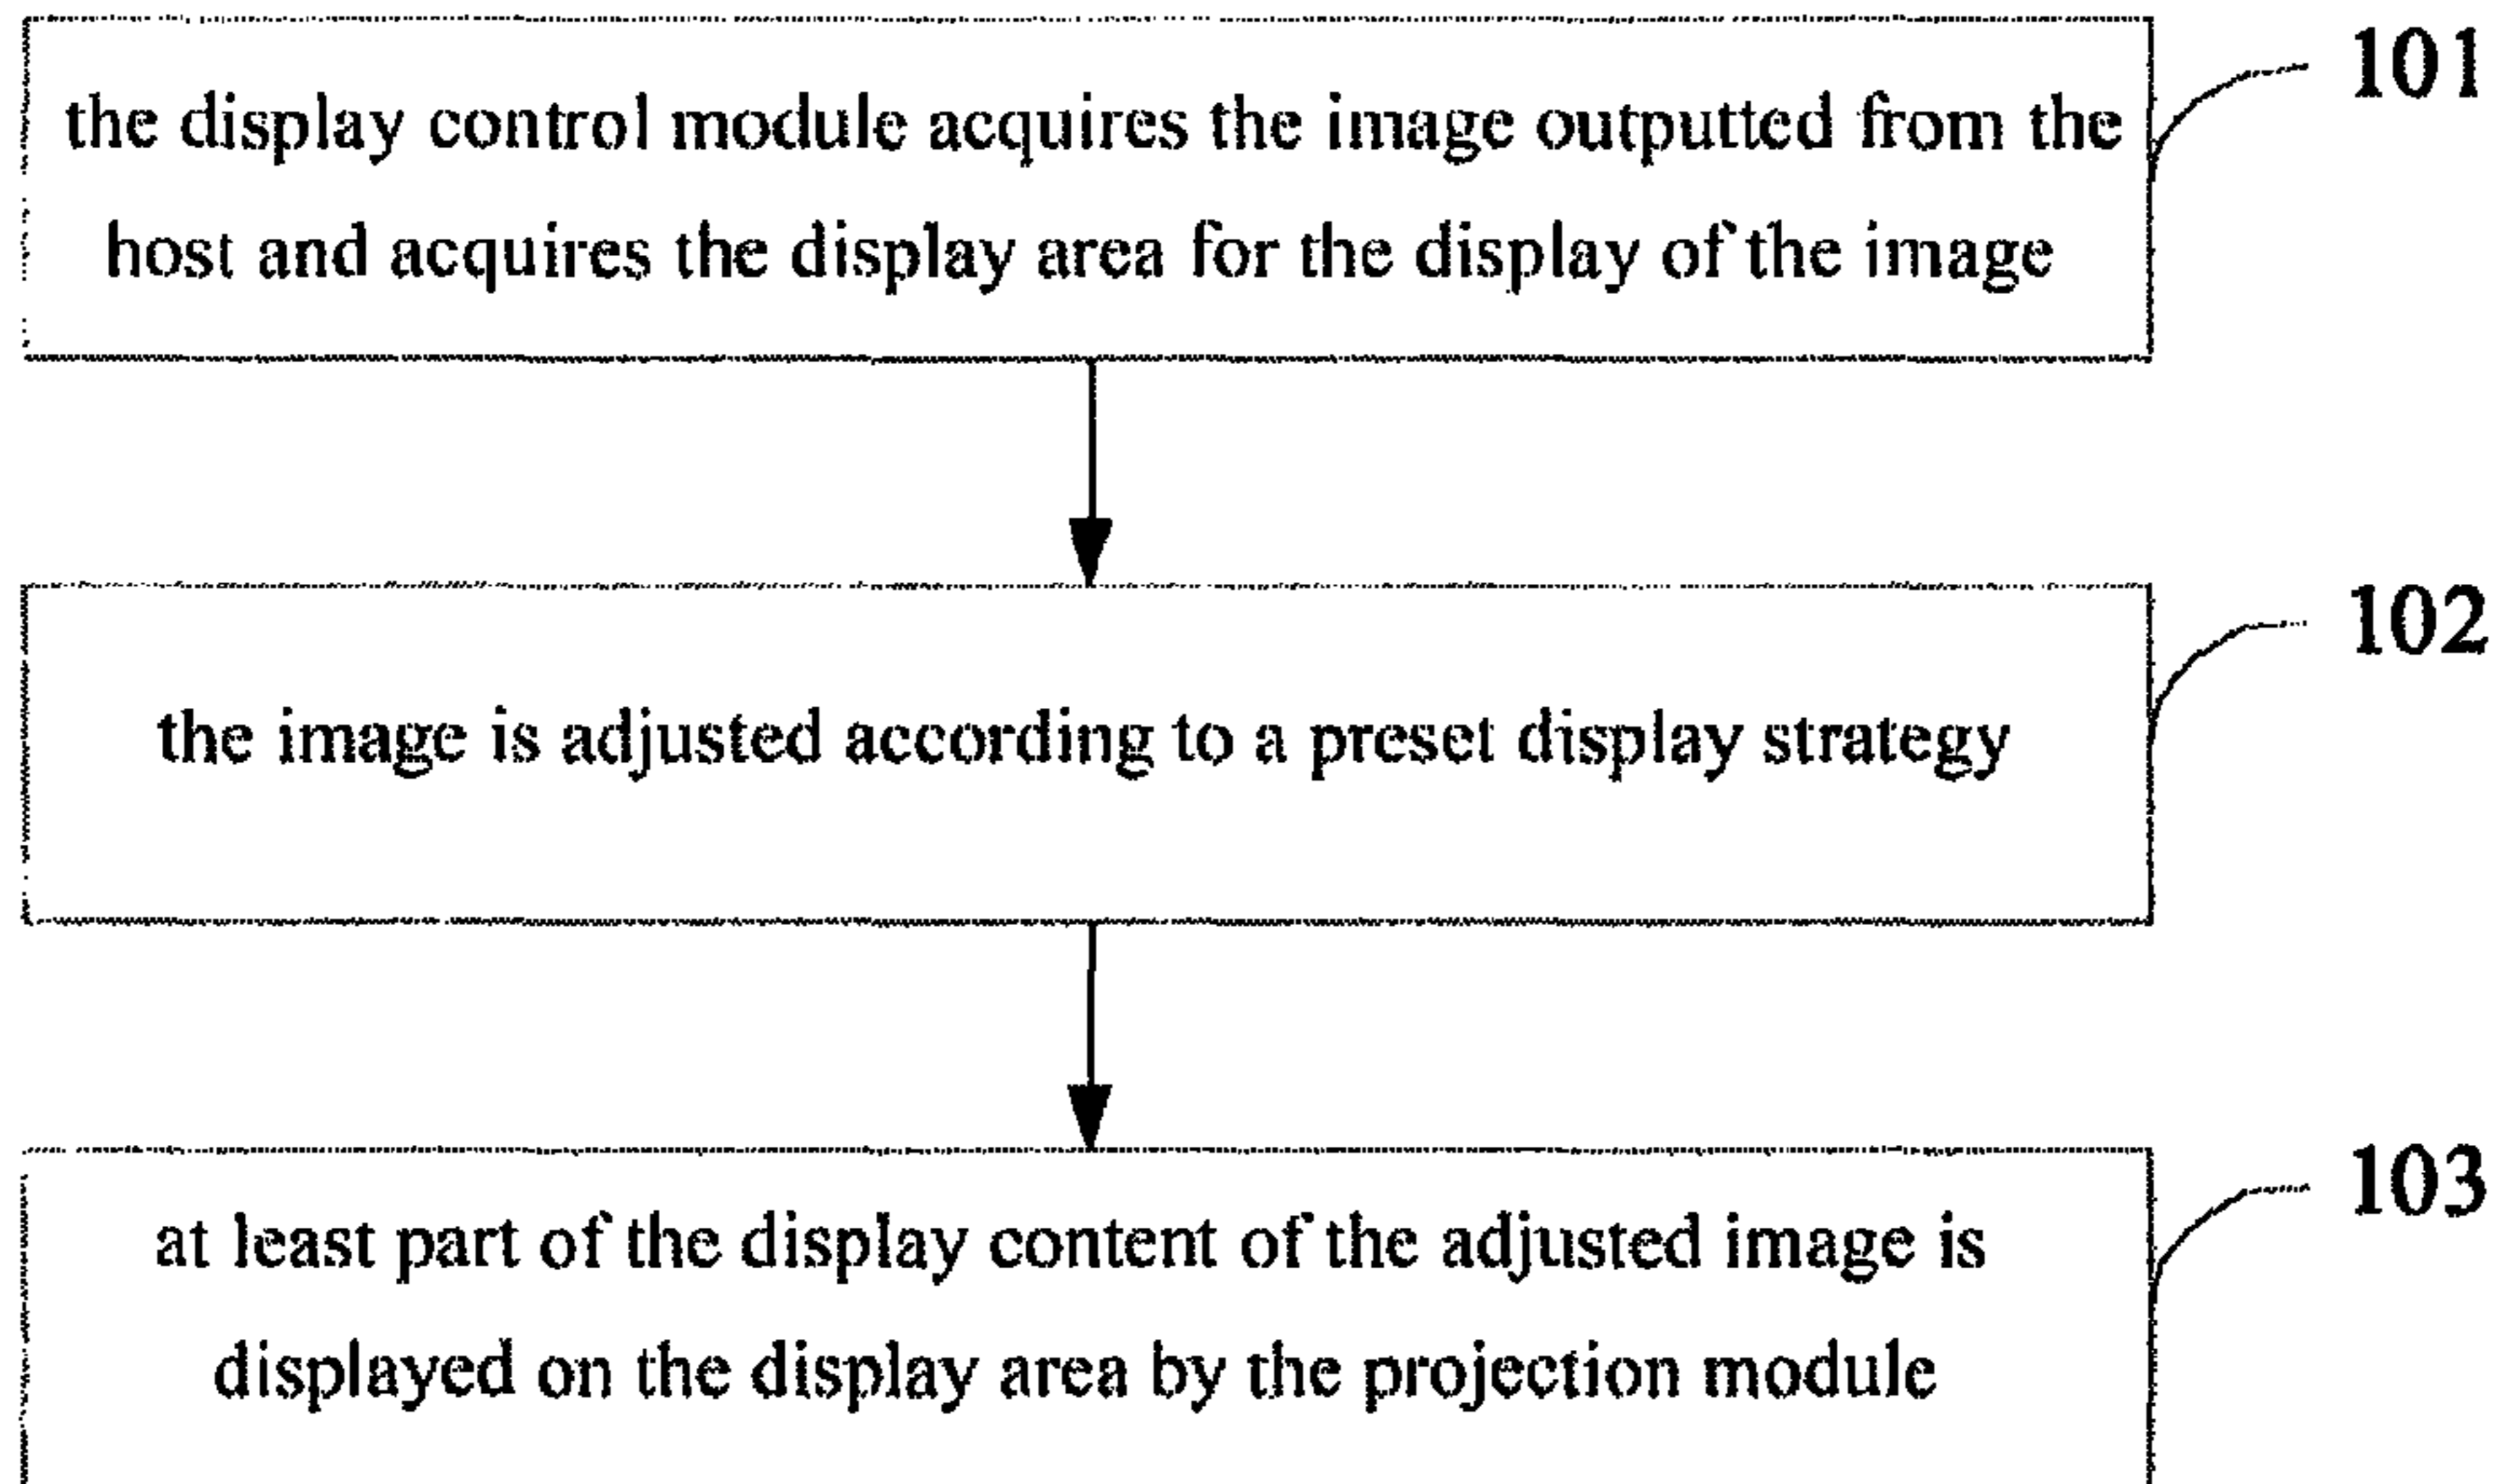 101
the display control module acquires the image outputted from the
host and acquires the display area for the display of the image
102
the image is adjusted according to a preset display strategy
103
at least part of the display content of the adjusted image is
displayed on the display area by the projection module